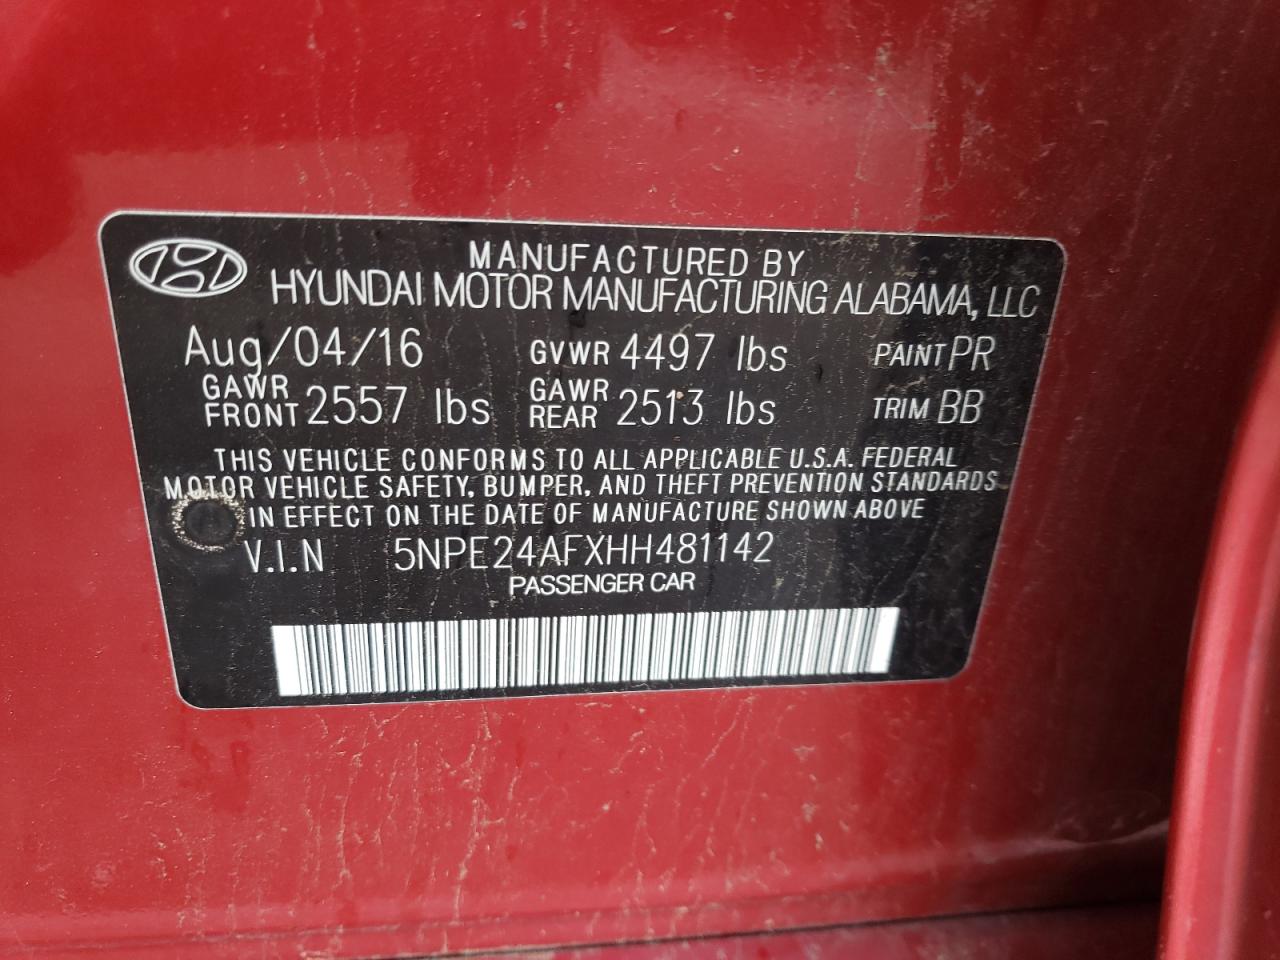 MANUFACTURED BY
HYUNDAI MOTOR MANUFACTURING ALABAMA, LLC
Aug/04/16 GVWR 4497 lbs PAINT PR
GAWR FRONT 2557 lbs GAWR REAR 2513 lbs TRIM BB
THIS VEHICLE CONFORMS TO ALL APPLICABLE U.S.A. FEDERAL
MOTOR VEHICLE SAFETY, BUMPER, AND THEFT PREVENTION STANDARDS
IN EFFECT ON THE DATE OF MANUFACTURE SHOWN ABOVE
V.I.N 5NPE24AFXHH481142
PASSENGER CAR